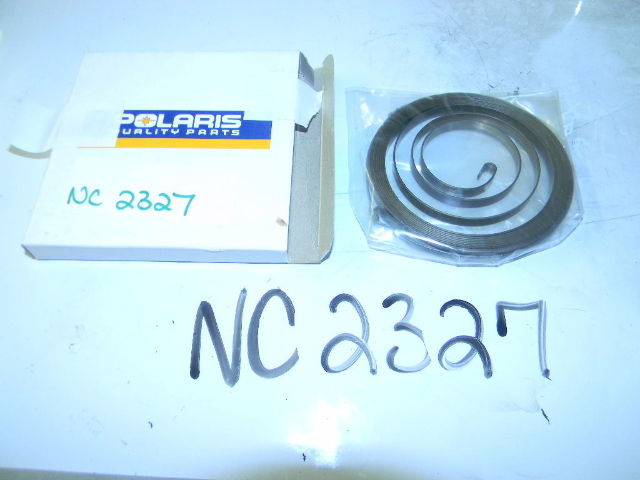 POLARIS
QUALITY PARTS
NC 2327
NC 2327